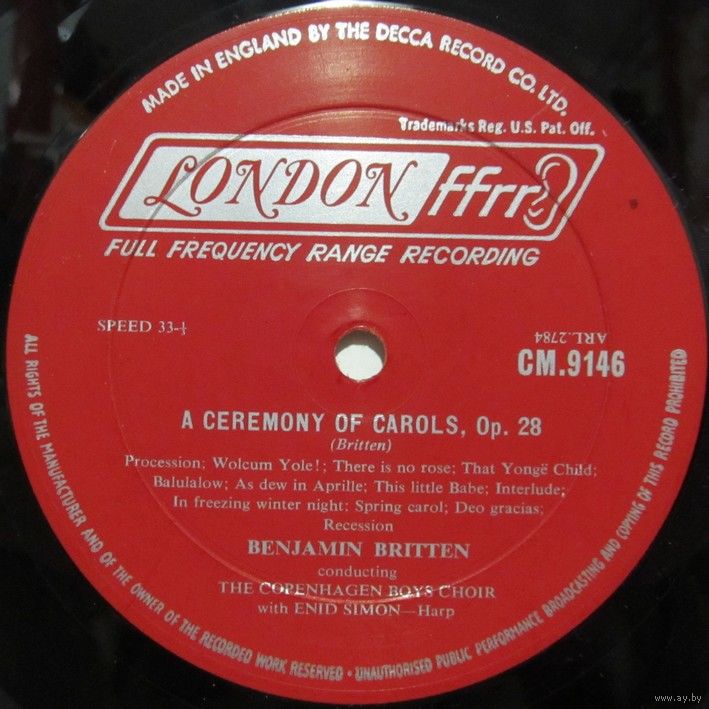 MADE IN ENGLAND BY THE DECCA RECORD CO. LTD.
Trademarks Reg. U.S. Pat. Off.
LONDON ffrr
FULL FREQUENCY RANGE RECORDING
SPEED 33-⅓
ARL.2784
CM.9146
A CEREMONY OF CAROLS, Op. 28
(Britten)
Procession; Wolcum Yole!; There is no rose; That Yongë Child;
Balulalow; As dew in Aprille; This little Babe; Interlude;
In freezing winter night; Spring carol; Deo gracias;
Recession
BENJAMIN BRITTEN
conducting
THE COPENHAGEN BOYS CHOIR
with ENID SIMON—Harp
ALL RIGHTS OF THE MANUFACTURER AND OF THE OWNER OF THE RECORDED WORK RESERVED · UNAUTHORISED PUBLIC PERFORMANCE BROADCASTING AND COPYING OF THIS RECORD PROHIBITED
www.ay.by